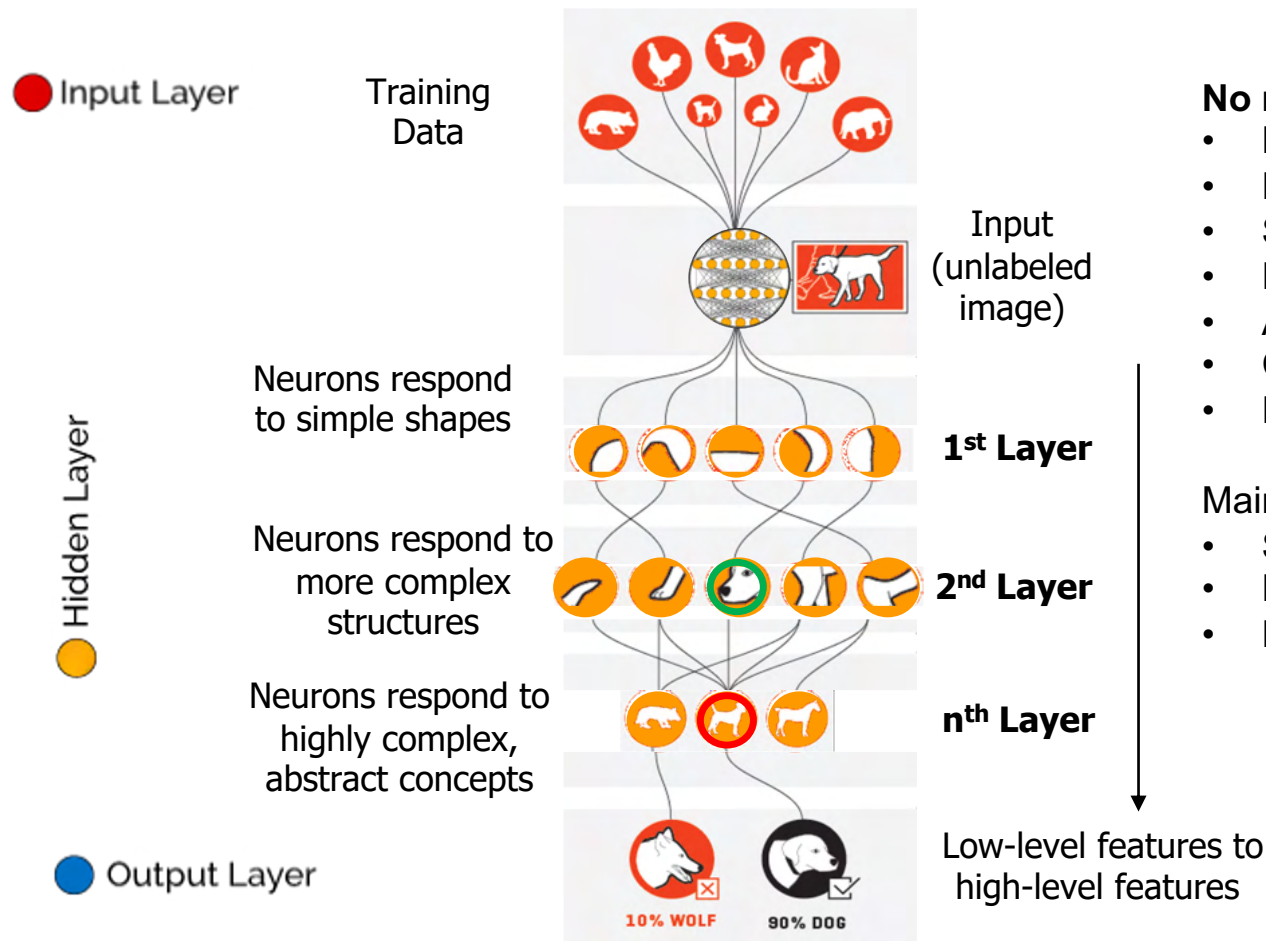 Input Layer
Training
Data
Input
(unlabeled
image)
Neurons respond
to simple shapes
1st Layer
Hidden Layer
Neurons respond to
more complex
structures
2nd Layer
Neurons respond to
highly complex,
abstract concepts
nth Layer
Output Layer
10% WOLF
90% DOG
Low-level features to
high-level features
No
•
•
•
•
•
•
•
•
•
•